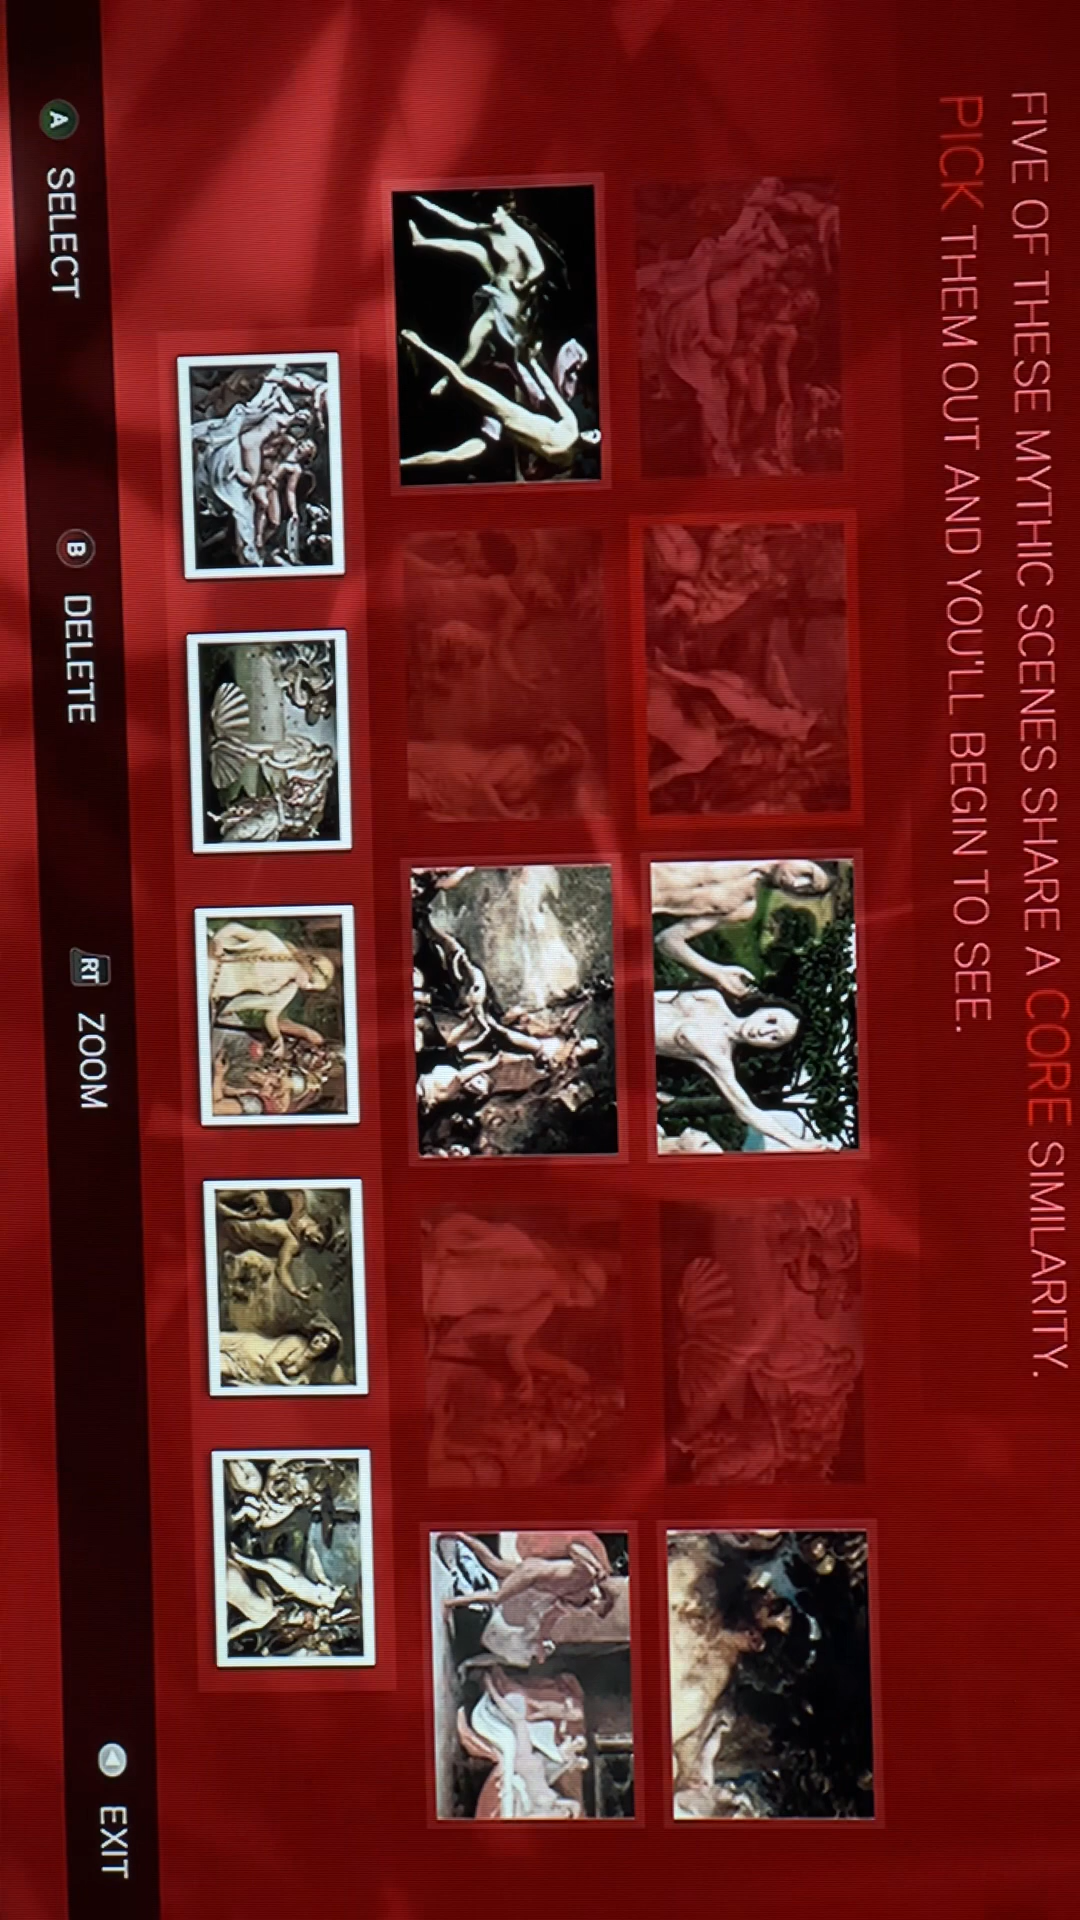 FIVE OF THESE MYTHIC SCENES SHARE A CORE SIMILARITY.
PICK THEM OUT AND YOU'LL BEGIN TO SEE.
A SELECT B DELETE RT ZOOM EXIT